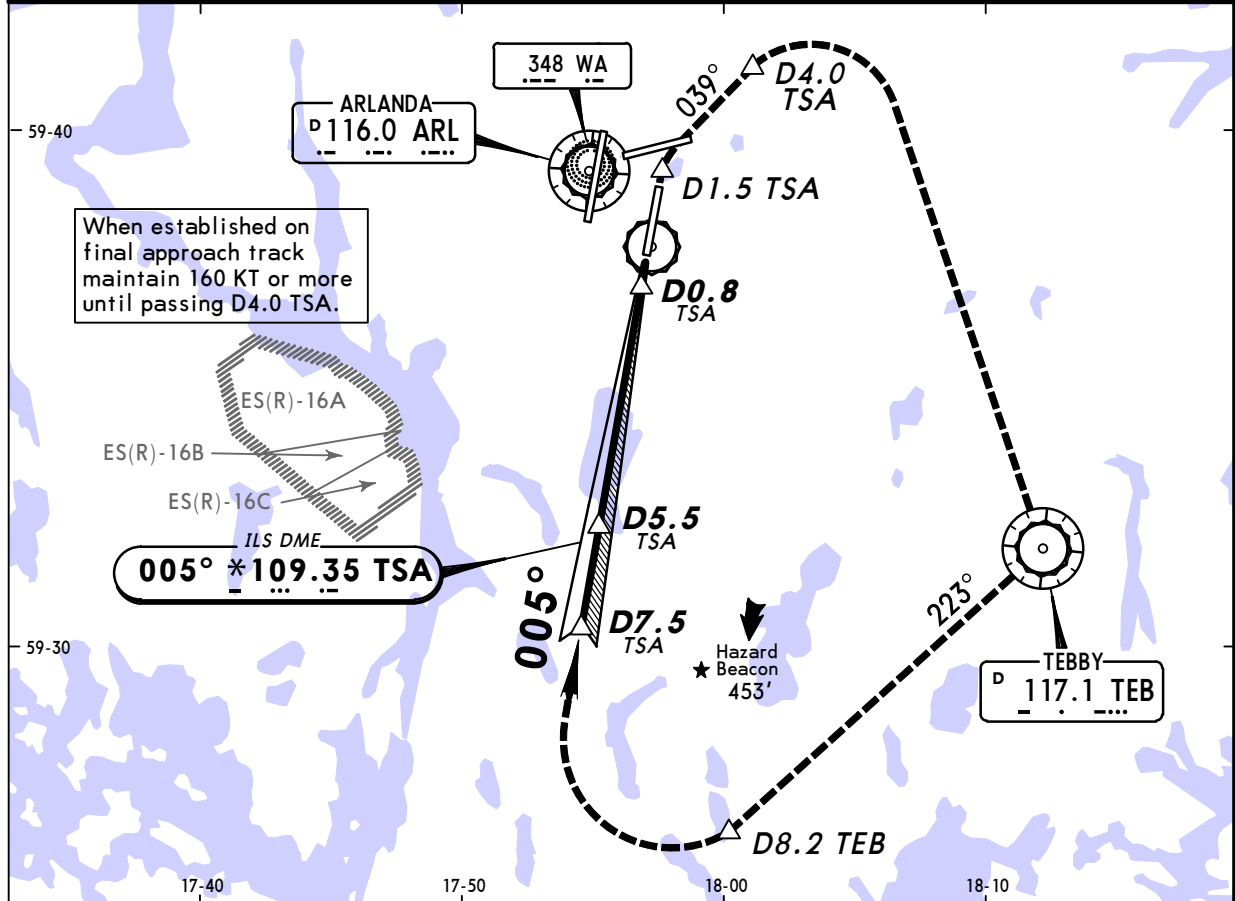 348 WA
ARLANDA
D 116.0 ARL
039°
D4.0
TSA
59-40
D1.5 TSA
When established on
final approach track
maintain 160 KT or more
until passing D4.0 TSA.
D0.8
TSA
ES(R)-16A
ES(R)-16B
ES(R)-16C
ILS DME
005° *109.35 TSA
D5.5
TSA
005°
D7.5
TSA
223°
59-30
Hazard
Beacon
453'
TEBBY
D 117.1 TEB
D8.2 TEB
17-40
17-50
18-00
18-10